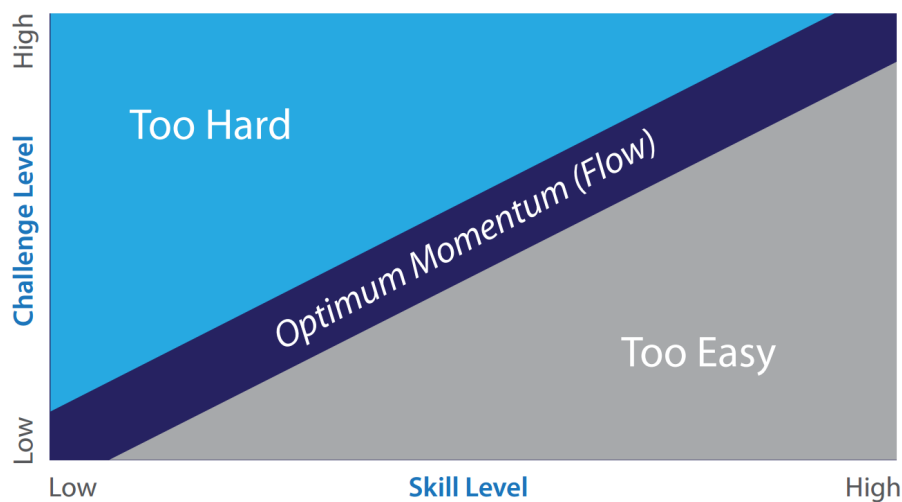 High
Too Hard
Challenge Level
Optimum Momentum (Flow)
Too Easy
Low
Low
Skill Level
High